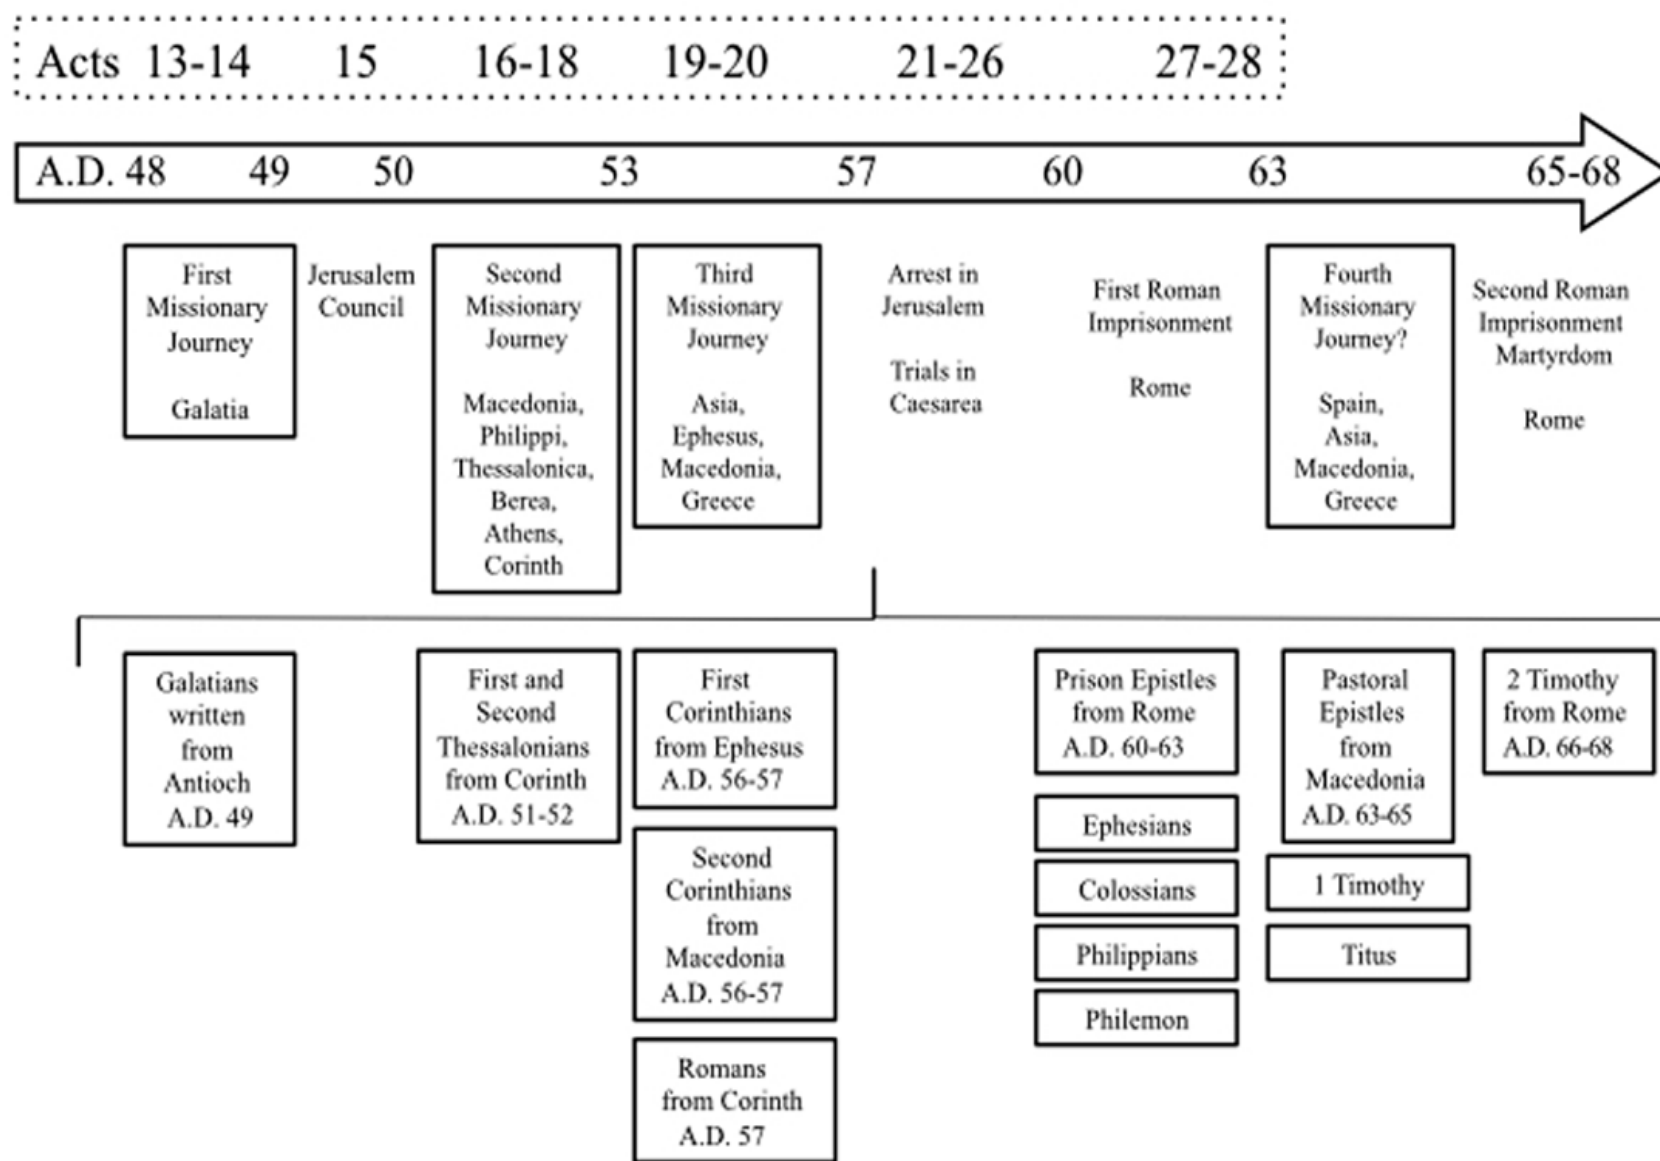 Acts 13-14 15 16-18 19-20 21-26 27-28
A.D. 48 49 50 53 57 60 63 65-68
First
Missionary
Journey
Galatia
Jerusalem
Council
Second
Missionary
Journey
Macedonia,
Philippi,
Thessalonica,
Berea,
Athens,
Corinth
Third
Missionary
Journey
Asia,
Ephesus,
Macedonia,
Greece
Arrest in
Jerusalem
Trials in
Caesarea
First Roman
Imprisonment
Rome
Fourth
Missionary
Journey?
Spain,
Asia,
Macedonia,
Greece
Second Roman
Imprisonment
Martyrdom
Rome
Galatians
written
from
Antioch
A.D. 49
First and
Second
Thessalonians
from Corinth
A.D. 51-52
First
Corinthians
from Ephesus
A.D. 56-57
Second
Corinthians
from
Macedonia
A.D. 56-57
Romans
from Corinth
A.D. 57
Prison Epistles
from Rome
A.D. 60-63
Ephesians
Colossians
Philippians
Philemon
Pastoral
Epistles
from
Macedonia
A.D. 63-65
1 Timothy
Titus
2 Timothy
from Rome
A.D. 66-68